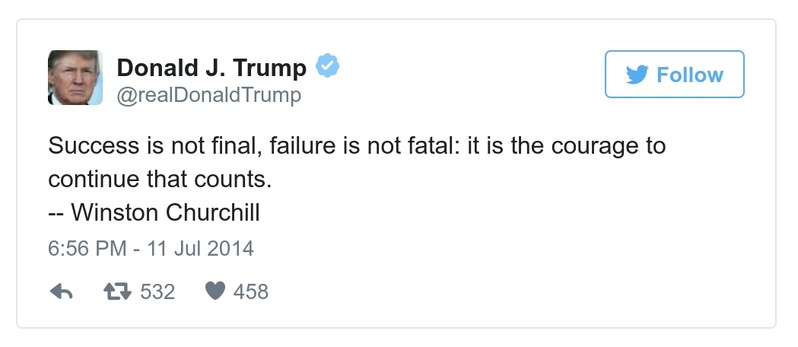 Donald J. Trump
@realDonaldTrump
Follow
Success is not final, failure is not fatal: it is the courage to
continue that counts.
-- Winston Churchill
6:56 PM - 11 Jul 2014
532 458